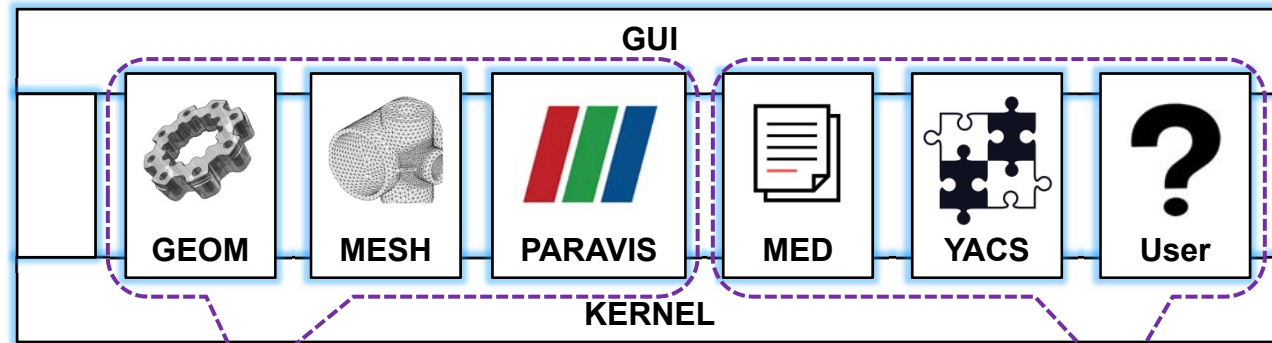 GUI
GEOM
MESH
PARAVIS
MED
YACS
User
KERNEL